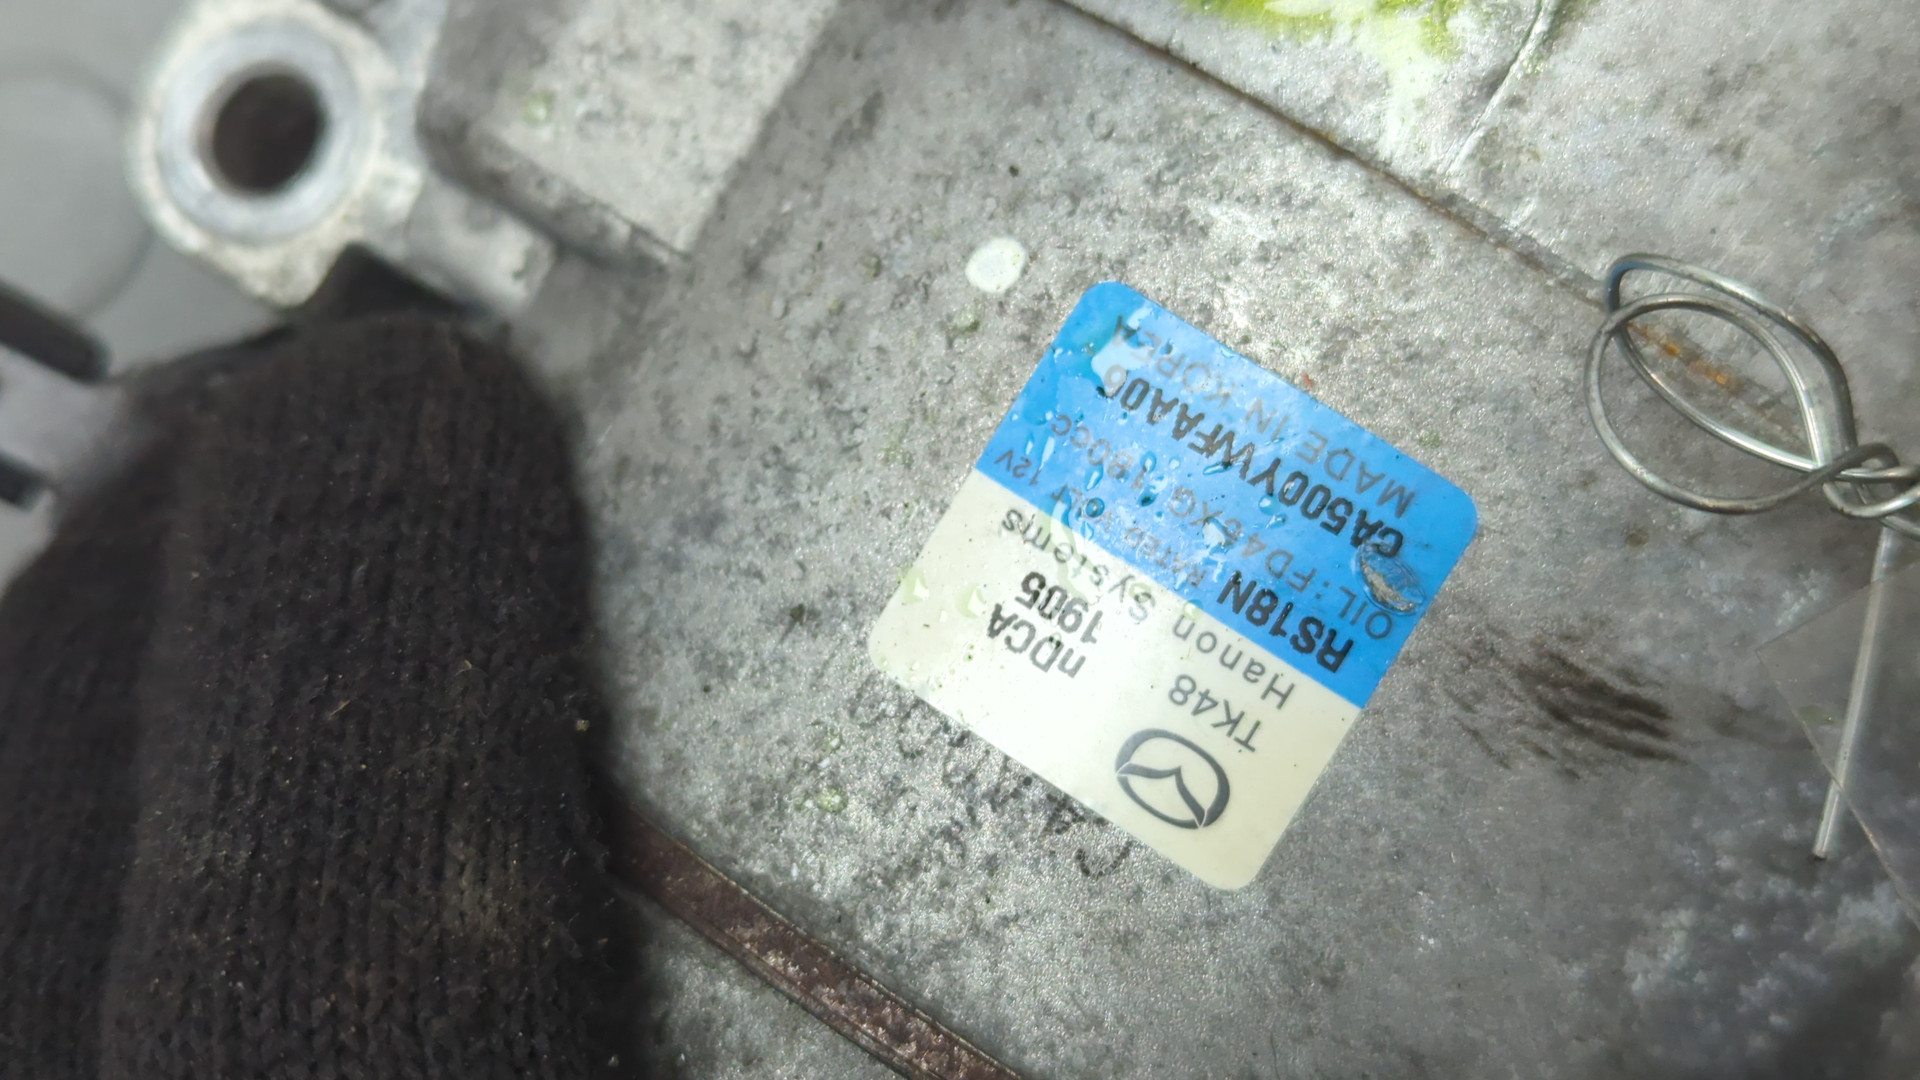 TK48
nDCA
1905
Hanon Systems
RS18N RATED VOLT 12V
OIL:FD46XG 180cc
CA500YWFAA06
MADE IN KOREA